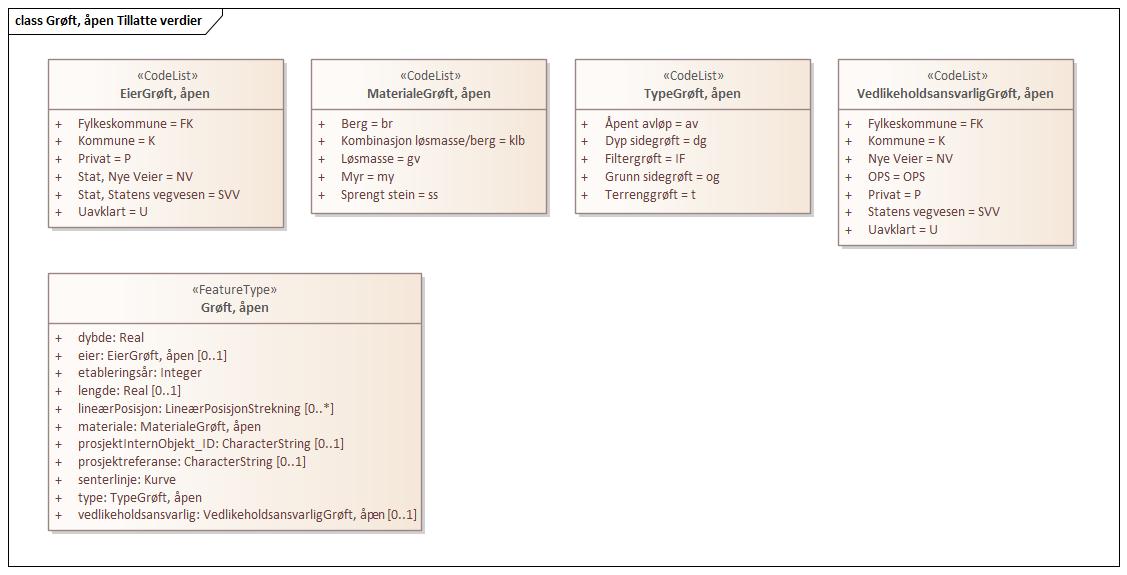 class Grøft, åpen Tillatte verdier
«CodeList»
EierGrøft, åpen
+ Fylkeskommune = FK
+ Kommune = K
+ Privat = P
+ Stat, Nye Veier = NV
+ Stat, Statens vegvesen = SVV
+ Uavklart = U
«CodeList»
MaterialeGrøft, åpen
+ Berg = br
+ Kombinasjon løsmasse/berg = klb
+ Løsmasse = gv
+ Myr = my
+ Sprengt stein = ss
«CodeList»
TypeGrøft, åpen
+ Åpent avløp = av
+ Dyp sidegrøft = dg
+ Filtergrøft = IF
+ Grunn sidegrøft = og
+ Terrenggrøft = t
«CodeList»
VedlikeholdsansvarligGrøft, åpen
+ Fylkeskommune = FK
+ Kommune = K
+ Nye Veier = NV
+ OPS = OPS
+ Privat = P
+ Statens vegvesen = SVV
+ Uavklart = U
«FeatureType»
Grøft, åpen
+ dybde: Real
+ eier: EierGrøft, åpen [0..1]
+ etableringsår: Integer
+ lengde: Real [0..1]
+ lineærPosisjon: LineærPosisjonStrekning [0..*]
+ materiale: MaterialeGrøft, åpen
+ prosjektInternObjekt_ID: CharacterString [0..1]
+ prosjektreferanse: CharacterString [0..1]
+ senterlinje: Kurve
+ type: TypeGrøft, åpen
+ vedlikeholdsansvarlig: VedlikeholdsansvarligGrøft, åpen [0..1]